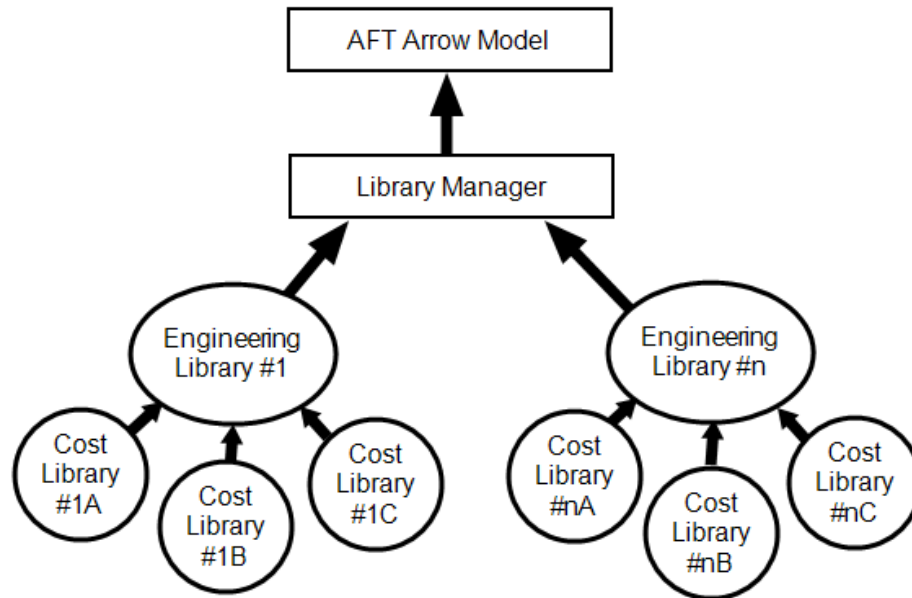 AFT Arrow Model
Library Manager
Engineering
Library #1
Engineering
Library #n
Cost
Library
#1A
Cost
Library
#1B
Cost
Library
#1C
Cost
Library
#nA
Cost
Library
#nB
Cost
Library
#nC